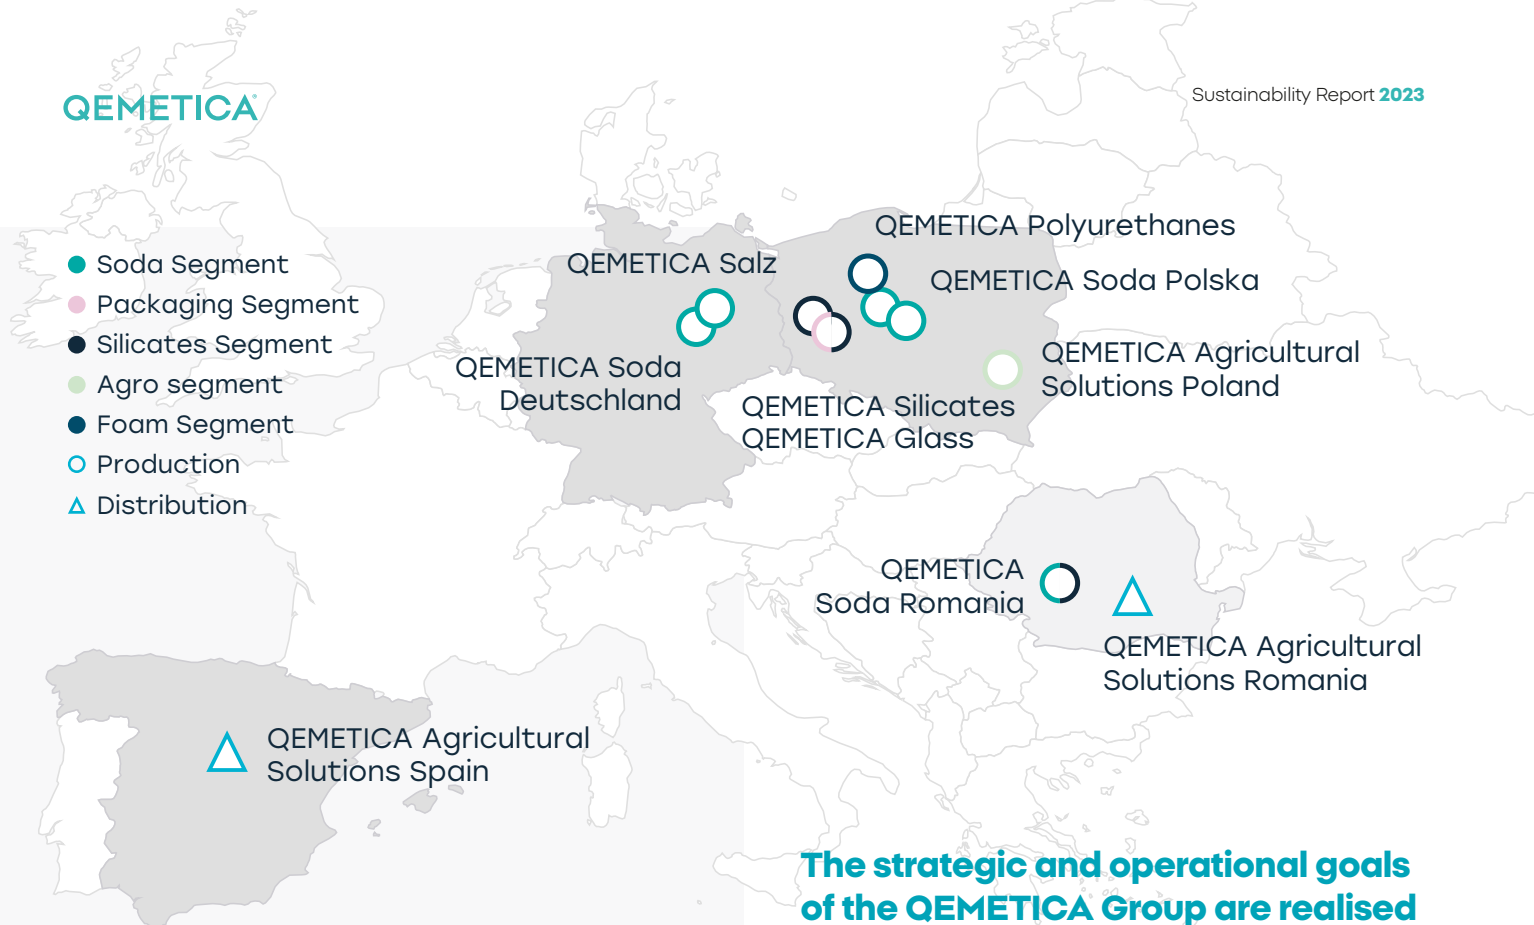 QEMETICA
Sustainability Report 2023
Soda Segment
Packaging Segment
Silicates Segment
Agro segment
Foam Segment
Production
Distribution
QEMETICA Polyurethanes
QEMETICA Salz
QEMETICA Soda Polska
QEMETICA Soda
Deutschland
QEMETICA Agricultural
Solutions Poland
QEMETICA Silicates
QEMETICA Glass
QEMETICA
Soda Romania
QEMETICA Agricultural
Solutions Romania
QEMETICA Agricultural
Solutions Spain
The strategic and operational goals
of the QEMETICA Group are realised